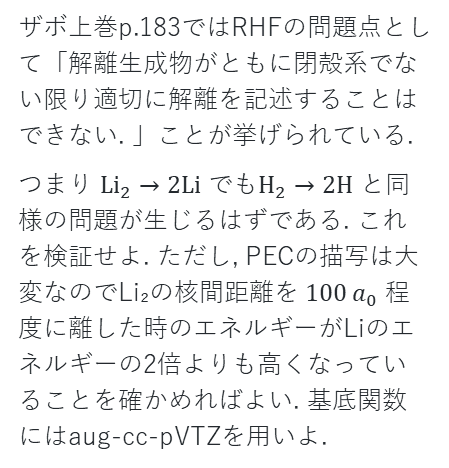 ザボ上巻p.183ではRHFの問題点とし
て「解離生成物がともに閉殻系でな
い限り適切に解離を記述することは
できない.」ことが挙げられている.
つまり Li₂ → 2Li でもH₂ → 2H と同
様の問題が生じるはずである. これ
を検証せよ. ただし, PECの描写は大
変なのでLi₂の核間距離を 100 a₀ 程
度に離した時のエネルギーがLiのエ
ネルギーの2倍よりも高くなってい
ることを確かめればよい. 基底関数
にはaug-cc-pVTZを用いよ.